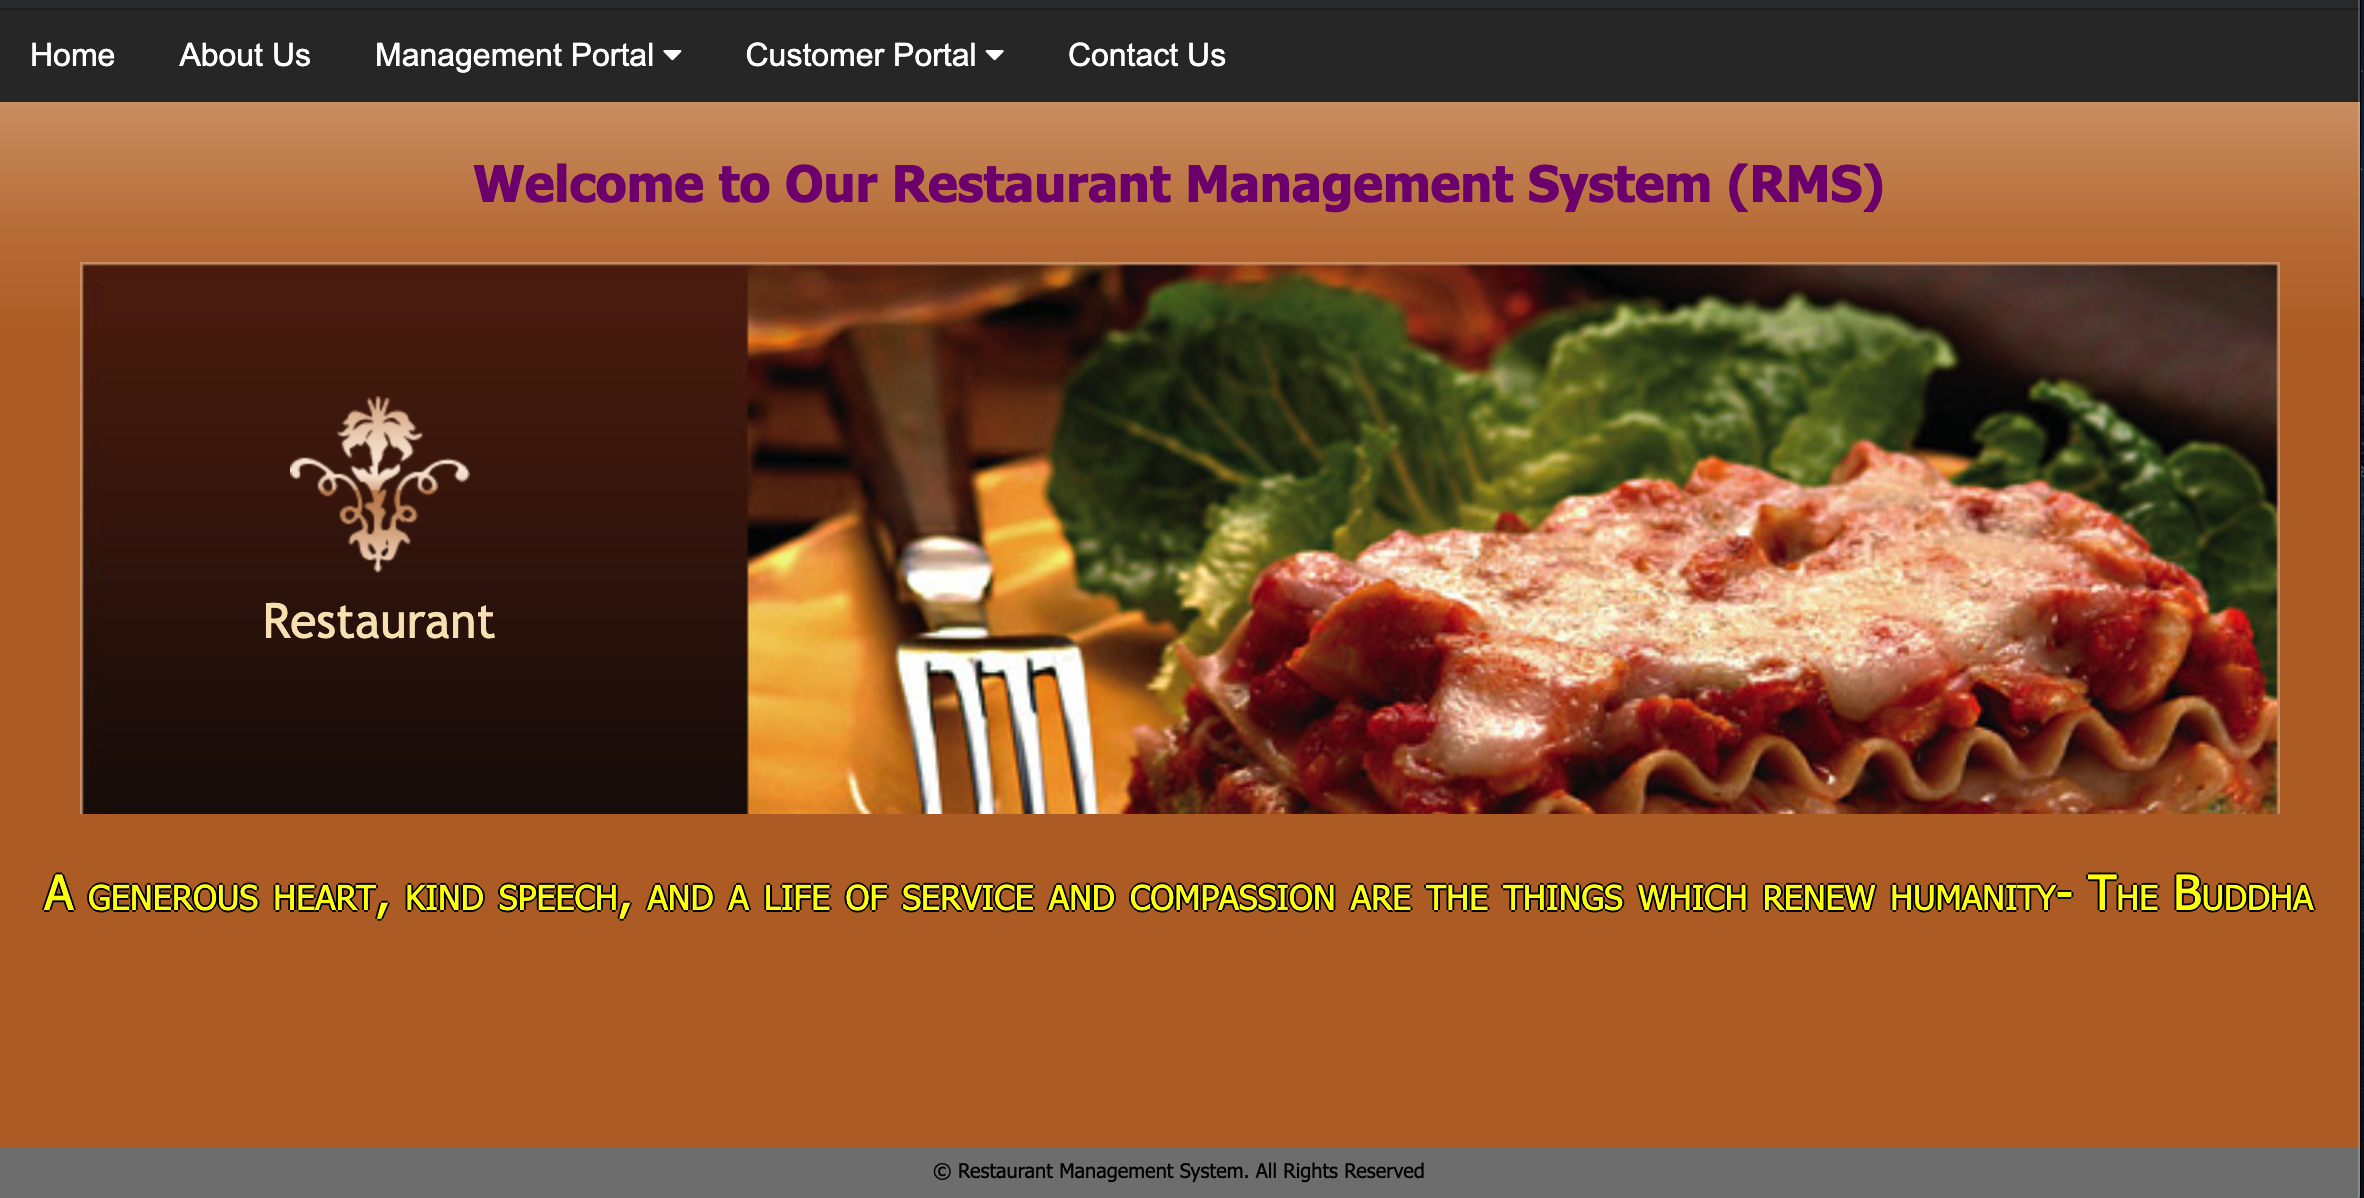 Home About Us Management Portal Customer Portal Contact Us
Welcome to Our Restaurant Management System (RMS)
Restaurant
A generous heart, kind speech, and a life of service and compassion are the things which renew humanity- The Buddha
© Restaurant Management System. All Rights Reserved